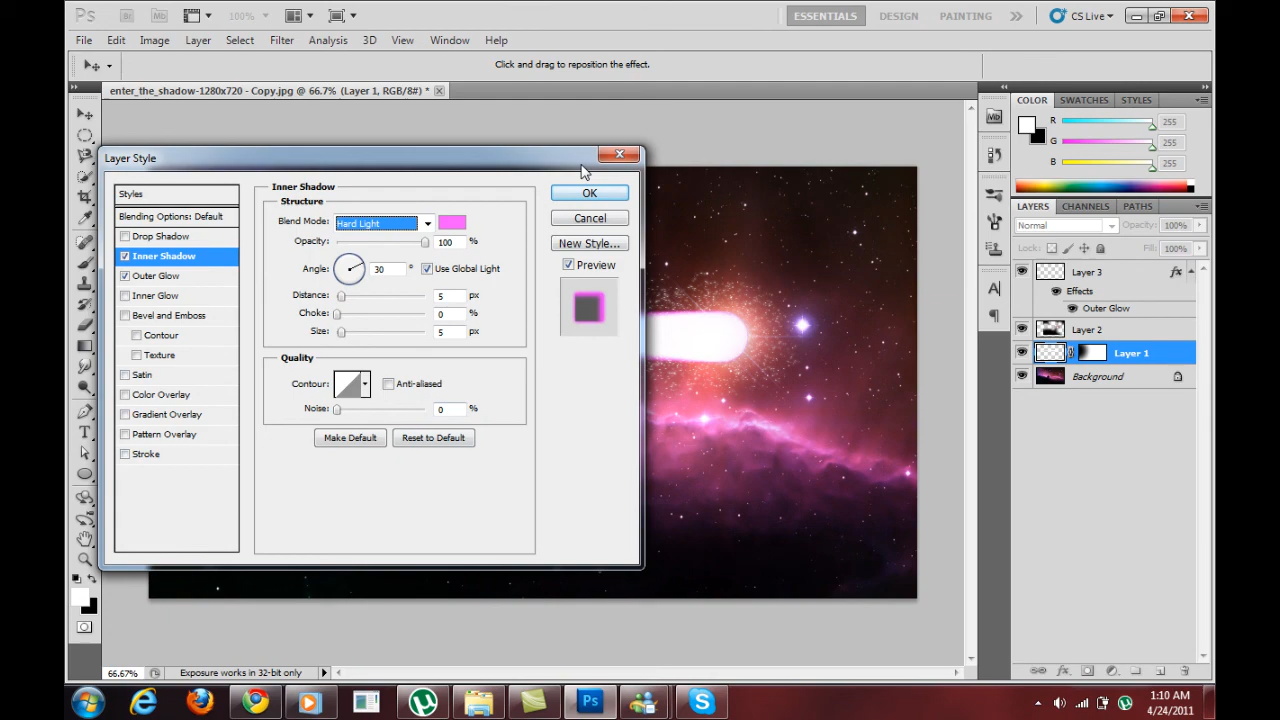 Ps Br Mb 100% ESSENTIALS DESIGN PAINTING CS Live
File Edit Image Layer Select Filter Analysis 3D View Window Help
Click and drag to reposition the effect.
enter_the_shadow-1280x720 - Copy.jpg @ 66.7% (Layer 1, RGB/8#) *
Layer Style
Styles
Blending Options: Default
Drop Shadow
Inner Shadow
Outer Glow
Inner Glow
Bevel and Emboss
Contour
Texture
Satin
Color Overlay
Gradient Overlay
Pattern Overlay
Stroke
Inner Shadow
Structure
Blend Mode: Hard Light
Opacity: 100 %
Angle: 30 ° Use Global Light
Distance: 5 px
Choke: 0 %
Size: 5 px
Quality
Contour: Anti-aliased
Noise: 0 %
Make Default Reset to Default
OK
Cancel
New Style...
Preview
COLOR SWATCHES STYLES
R 255
G 255
B 255
LAYERS CHANNELS PATHS
Normal Opacity: 100%
Lock: Fill: 100%
Layer 3 fx
Effects
Outer Glow
Layer 2
Layer 1
Background
66.67% Exposure works in 32-bit only
1:10 AM
4/24/2011